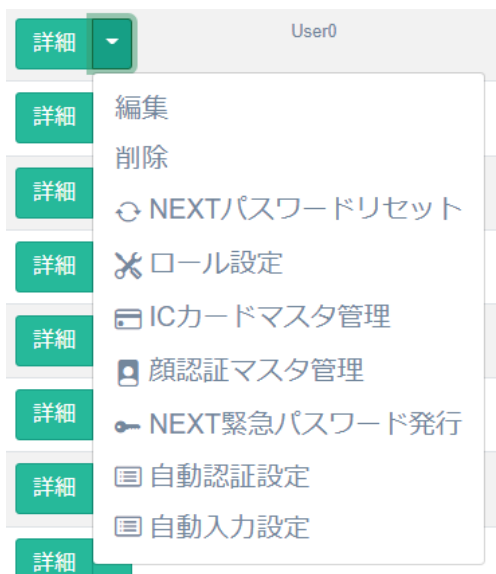 詳細 User0
詳細 編集
削除
詳細 NEXTパスワードリセット
詳細 ロール設定
詳細 ICカードマスタ管理
顔認証マスタ管理
詳細 NEXT緊急パスワード発行
詳細 自動認証設定
自動入力設定
詳細